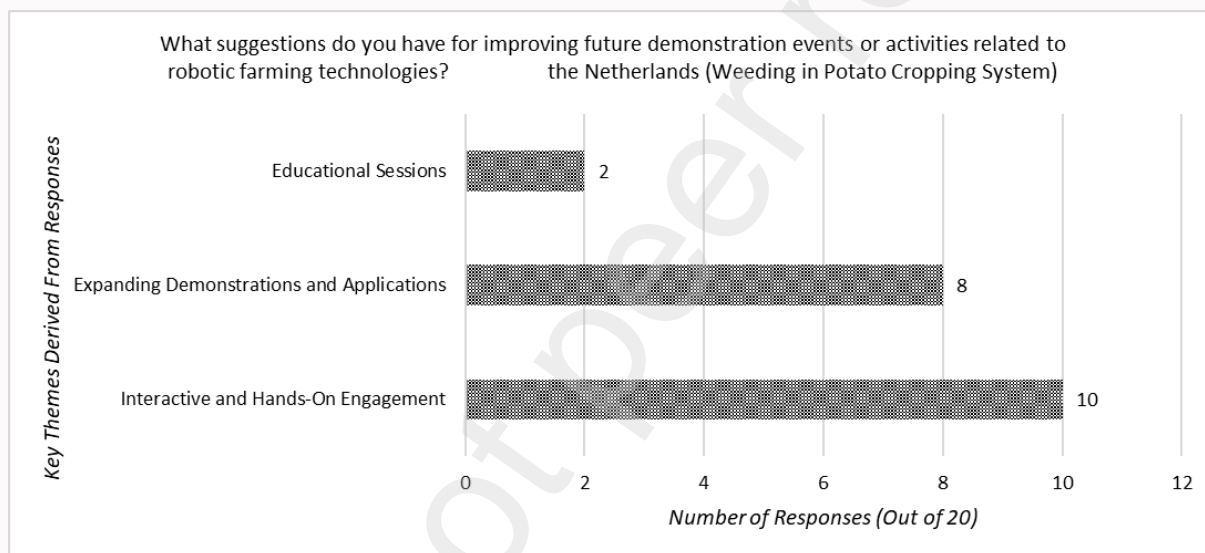 What suggestions do you have for improving future demonstration events or activities related to
robotic farming technologies? the Netherlands (Weeding in Potato Cropping System)
Key Themes Derived From Responses
Educational Sessions
2
Expanding Demonstrations and Applications
8
Interactive and Hands-On Engagement
10
0 2 4 6 8 10 12
Number of Responses (Out of 20)
ot peer r